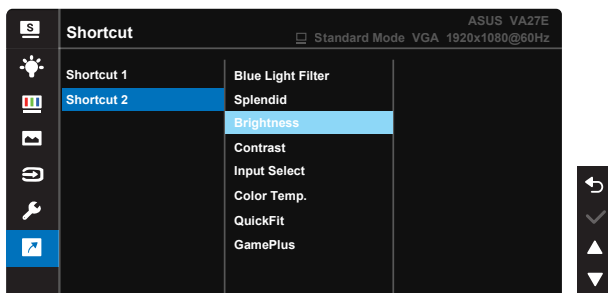 S
Shortcut
ASUS VA27E
Standard Mode VGA 1920x1080@60Hz
Shortcut 1
Shortcut 2
Blue Light Filter
Splendid
Brightness
Contrast
Input Select
Color Temp.
QuickFit
GamePlus